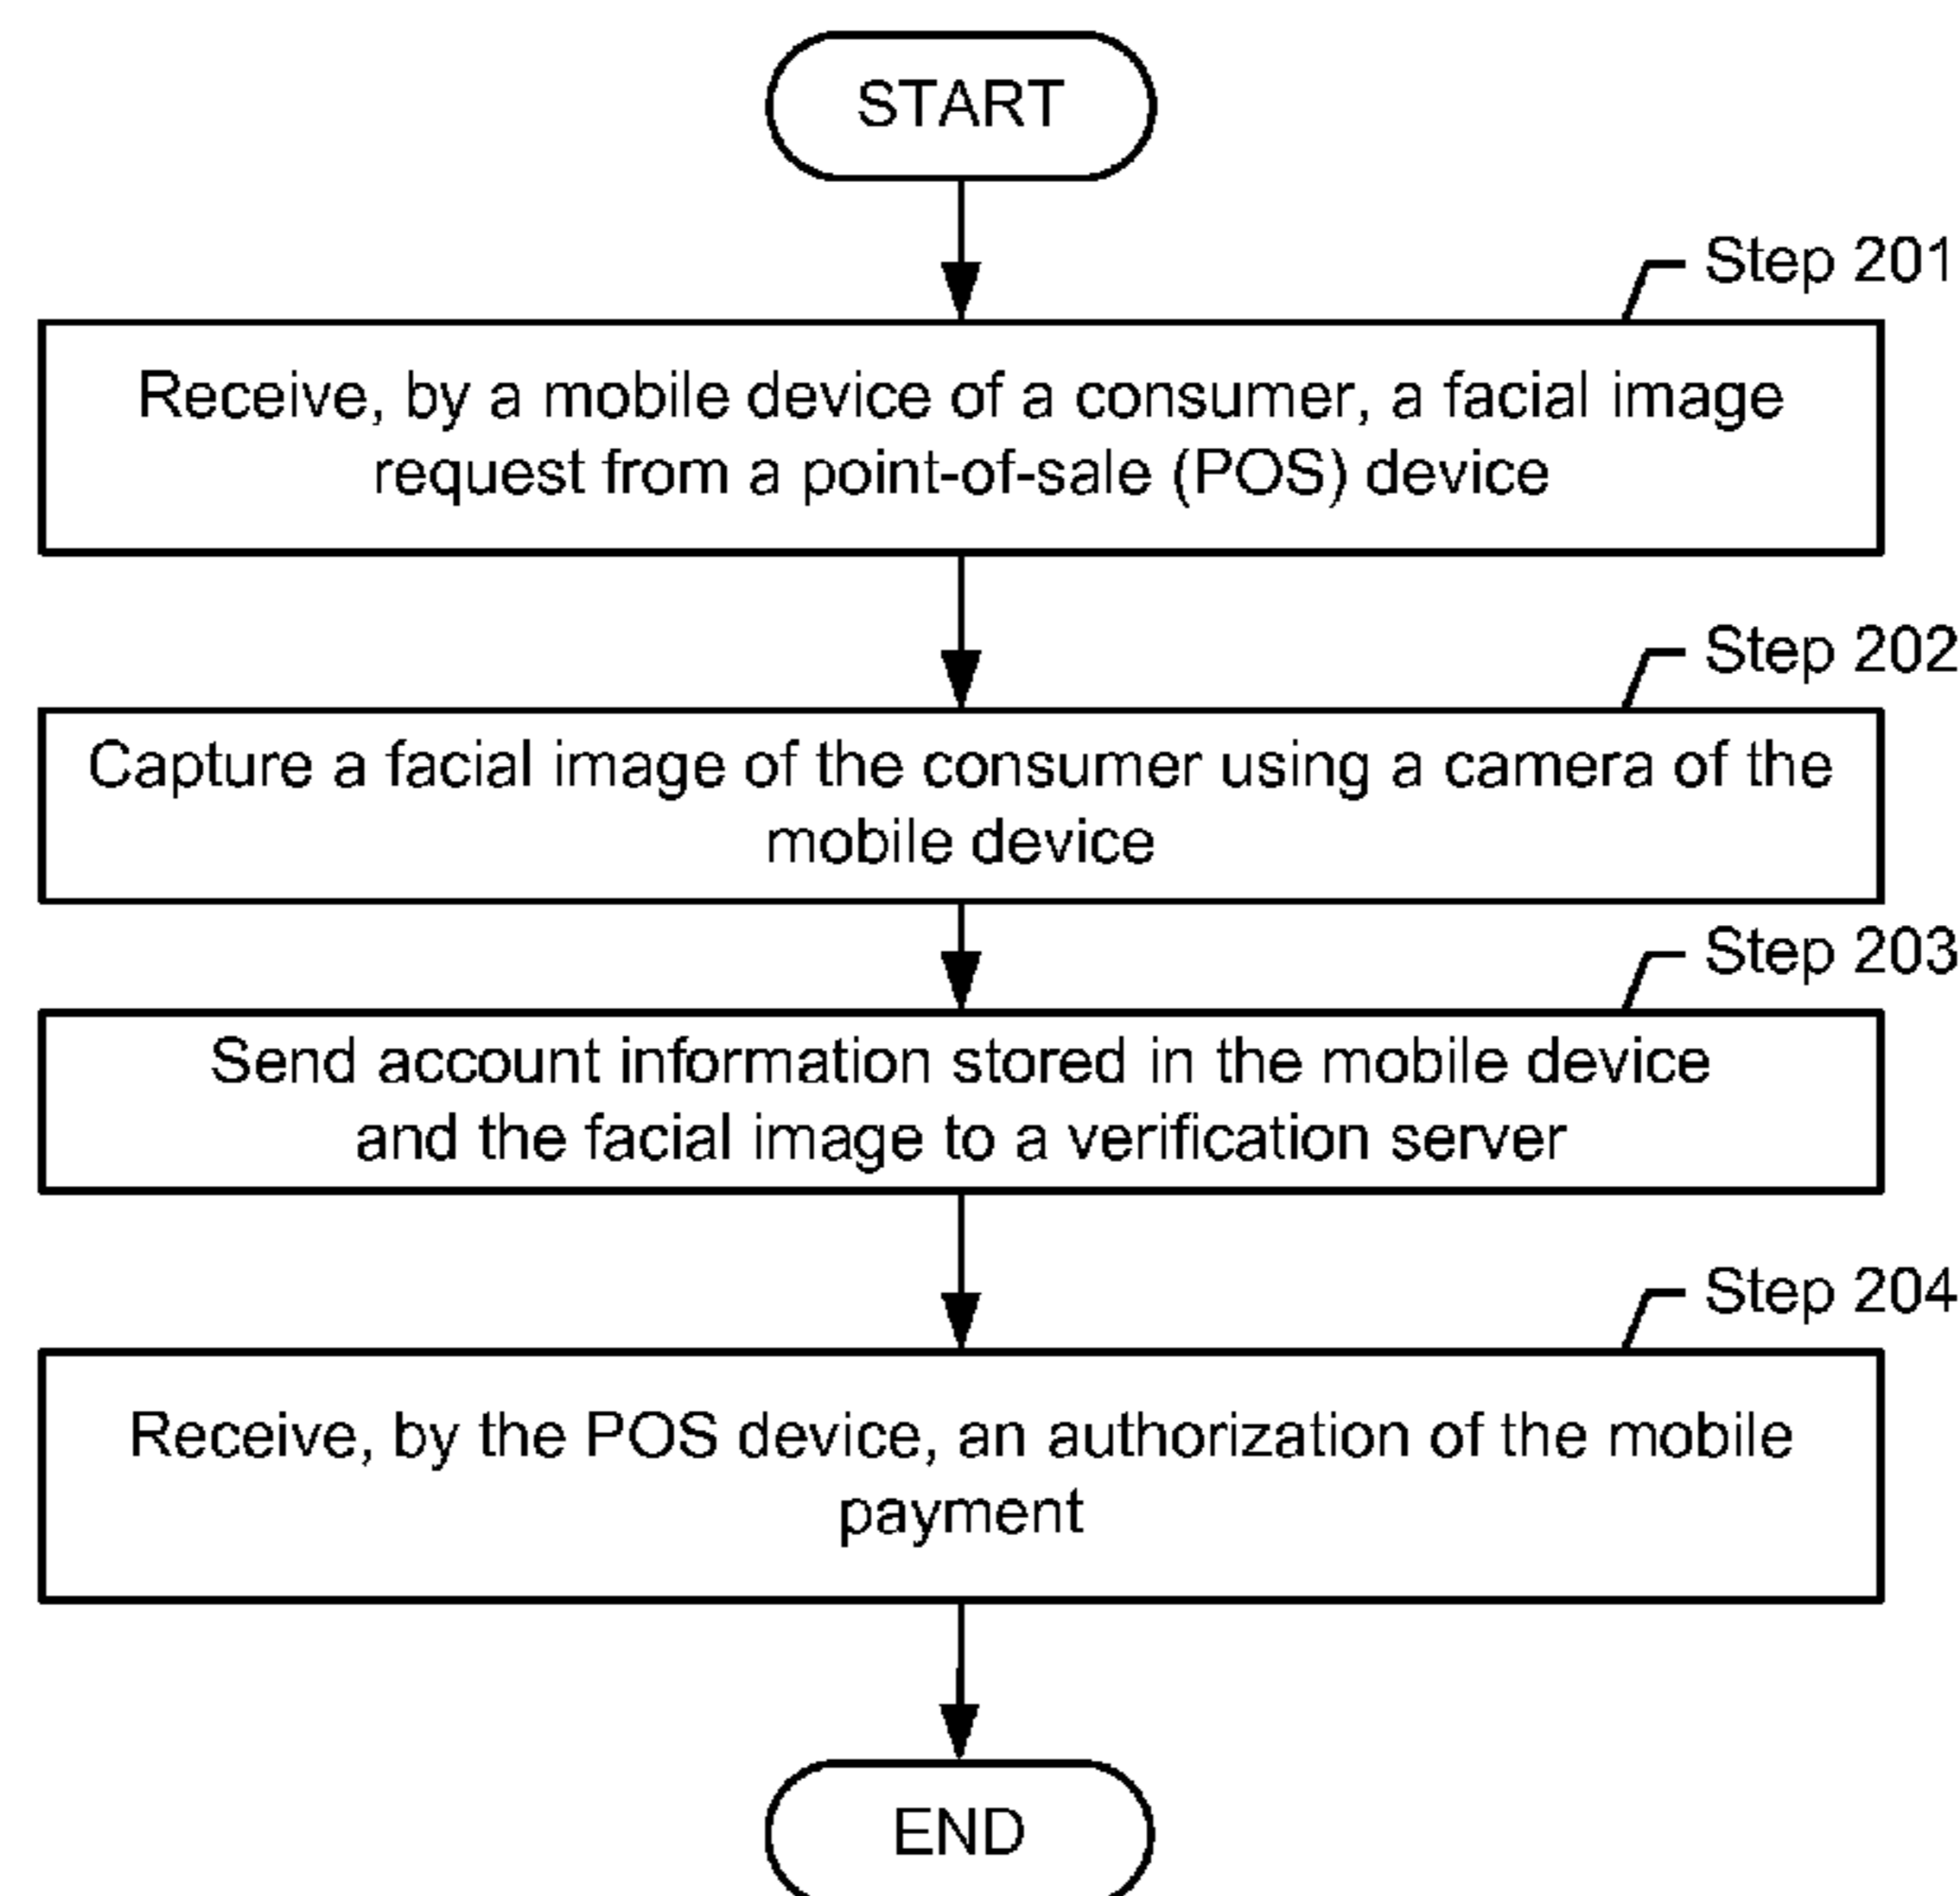 START
Step 201
Receive, by a mobile device of a consumer, a facial image
request from a point-of-sale (POS) device
Step 202
Capture a facial image of the consumer using a camera of the
mobile device
Step 203
Send account information stored in the mobile device
and the facial image to a verification server
Step 204
Receive, by the POS device, an authorization of the mobile
payment
END